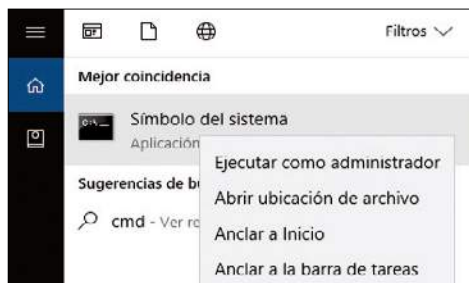 Filtros
Mejor coincidencia
Símbolo del sistema
Aplicación
Ejecutar como administrador
Sugerencias de b
Abrir ubicación de archivo
cmd - Ver re
Anclar a Inicio
Anclar a la barra de tareas